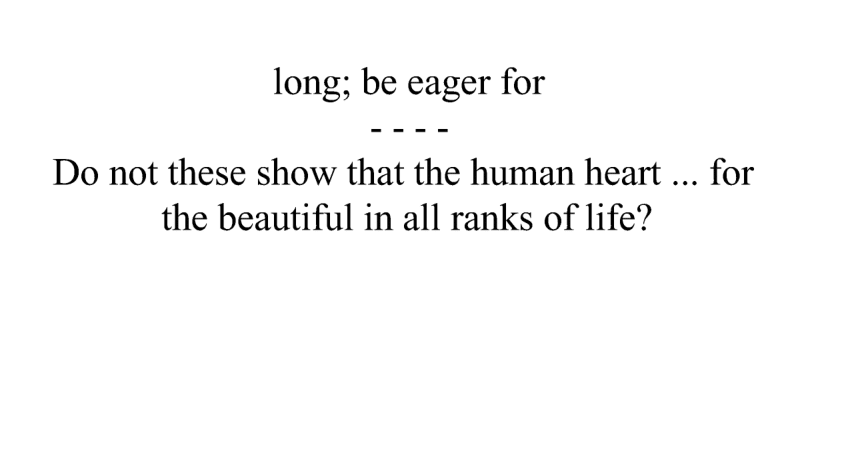 long; be eager for
- - - -
Do not these show that the human heart ... for
the beautiful in all ranks of life?